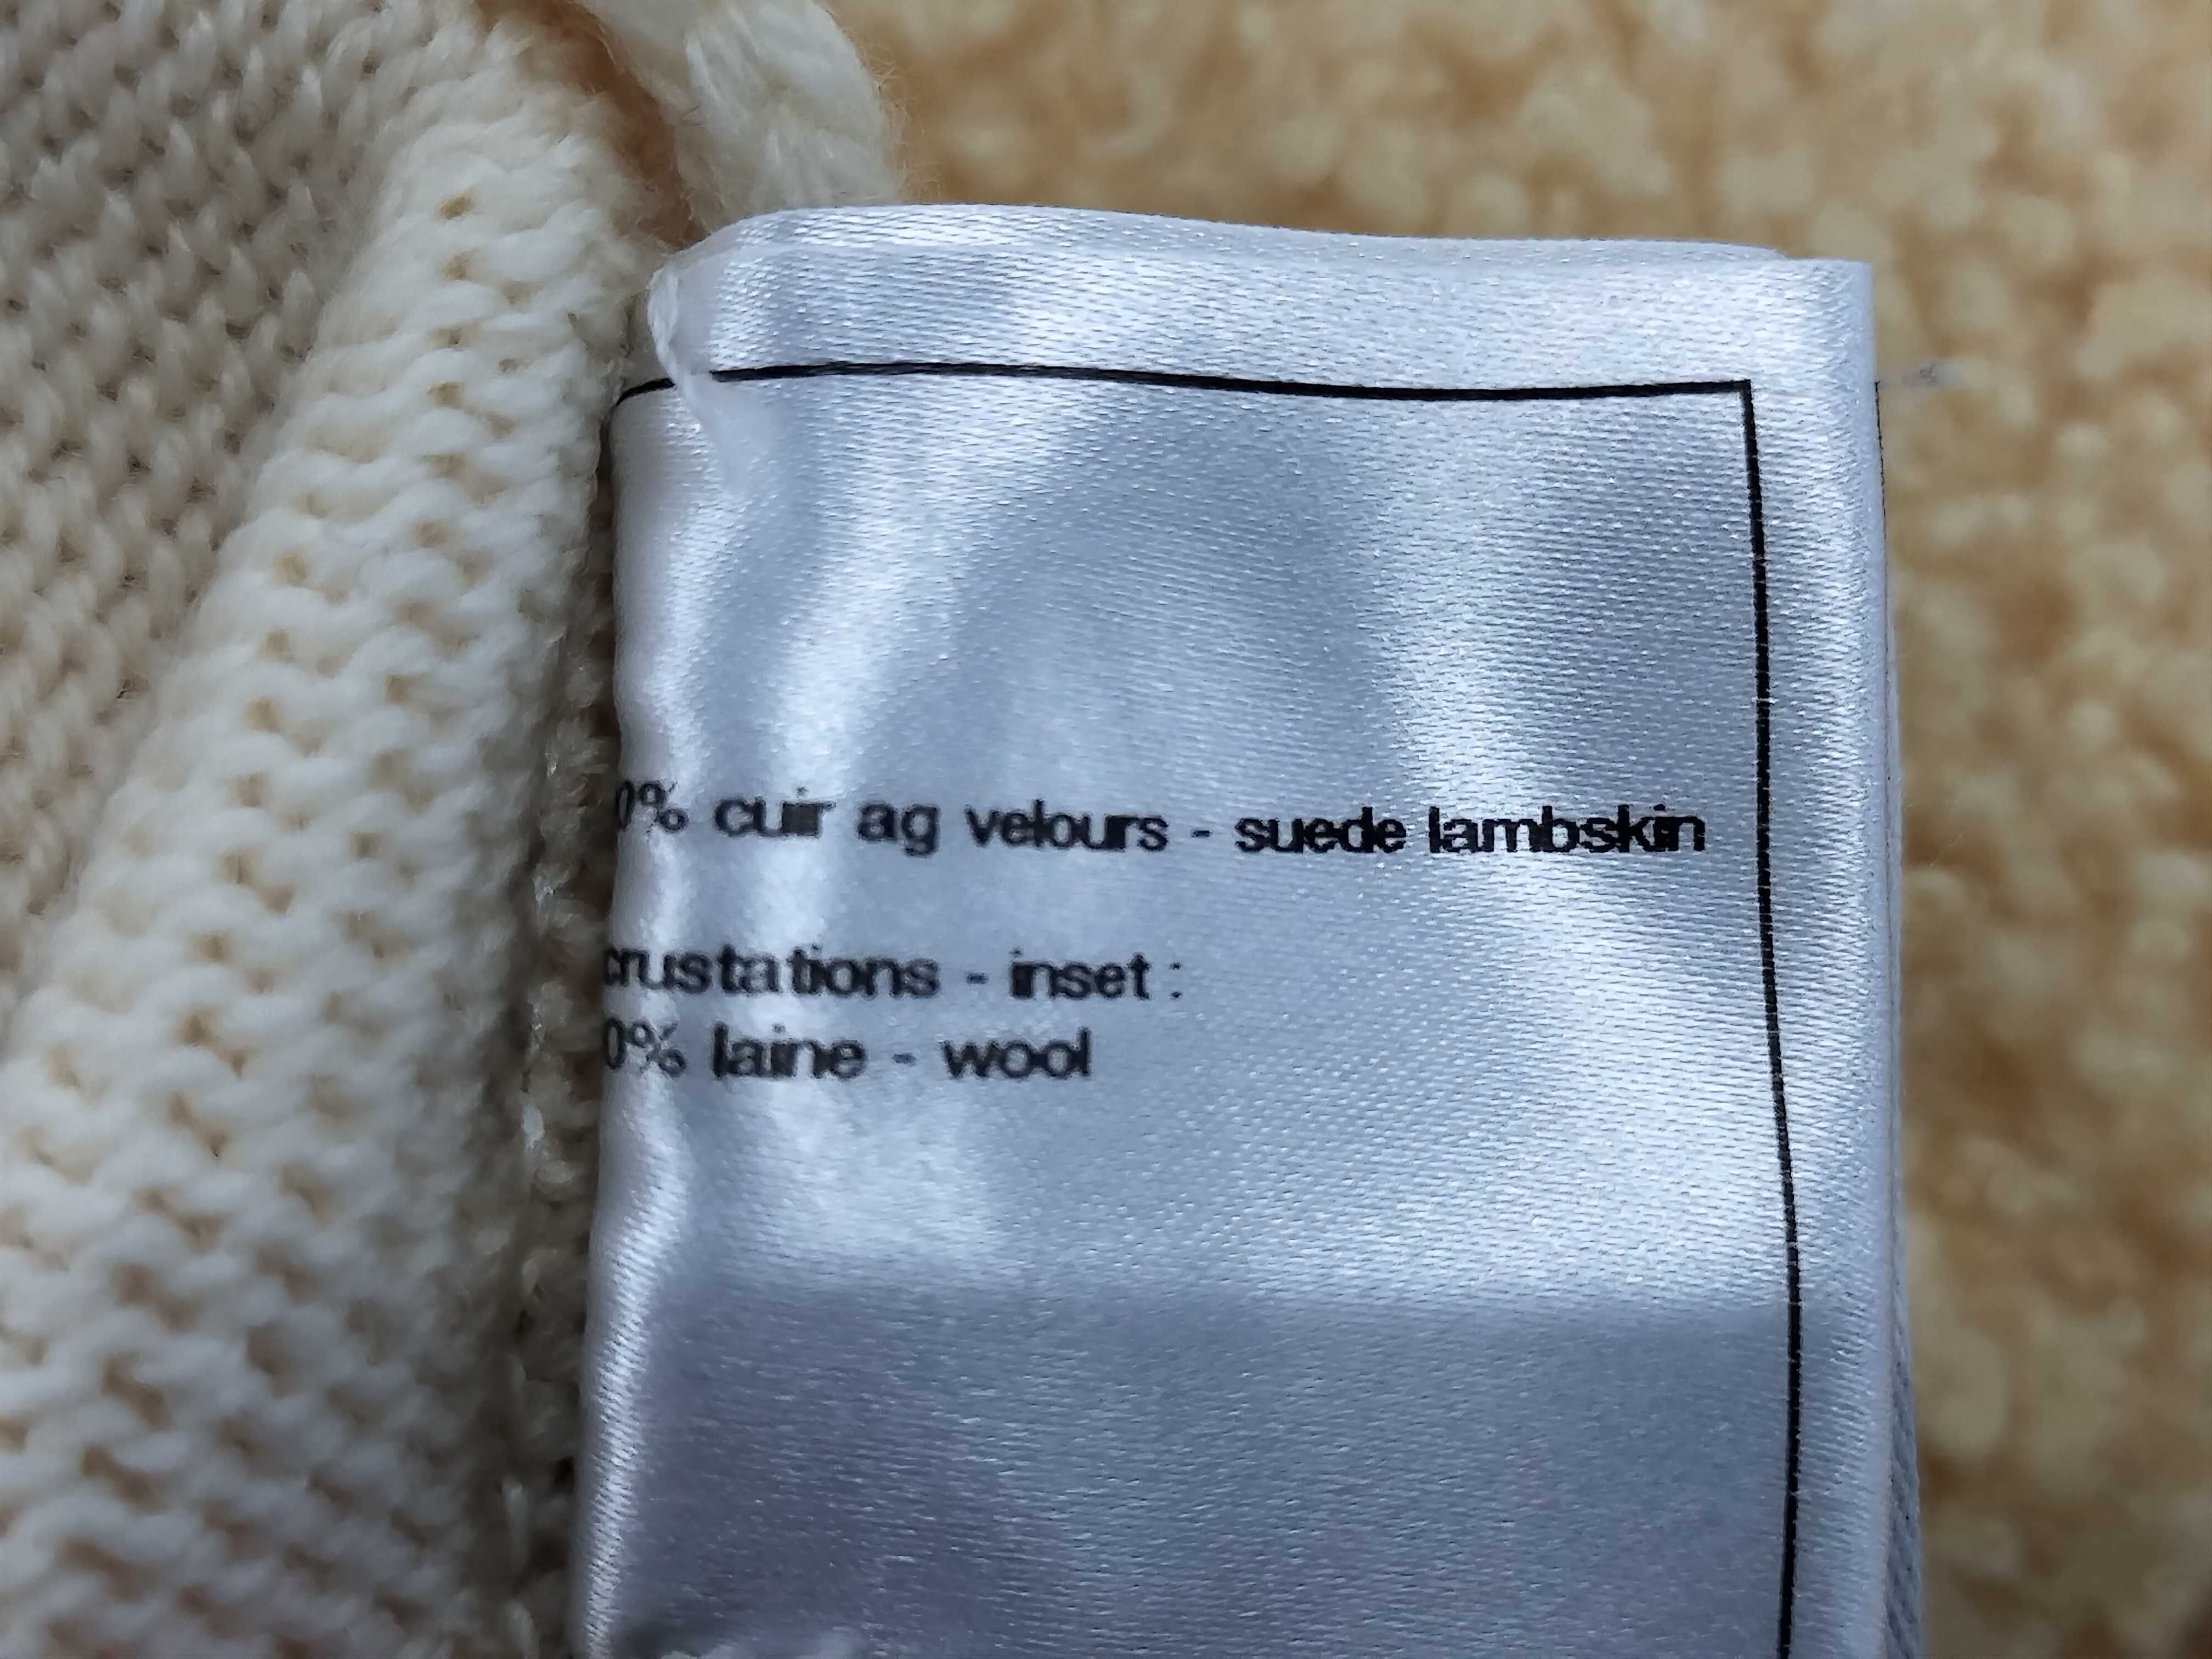 0% cuir ag velours - suede lambskin
crustations - inset :
0% laine - wool